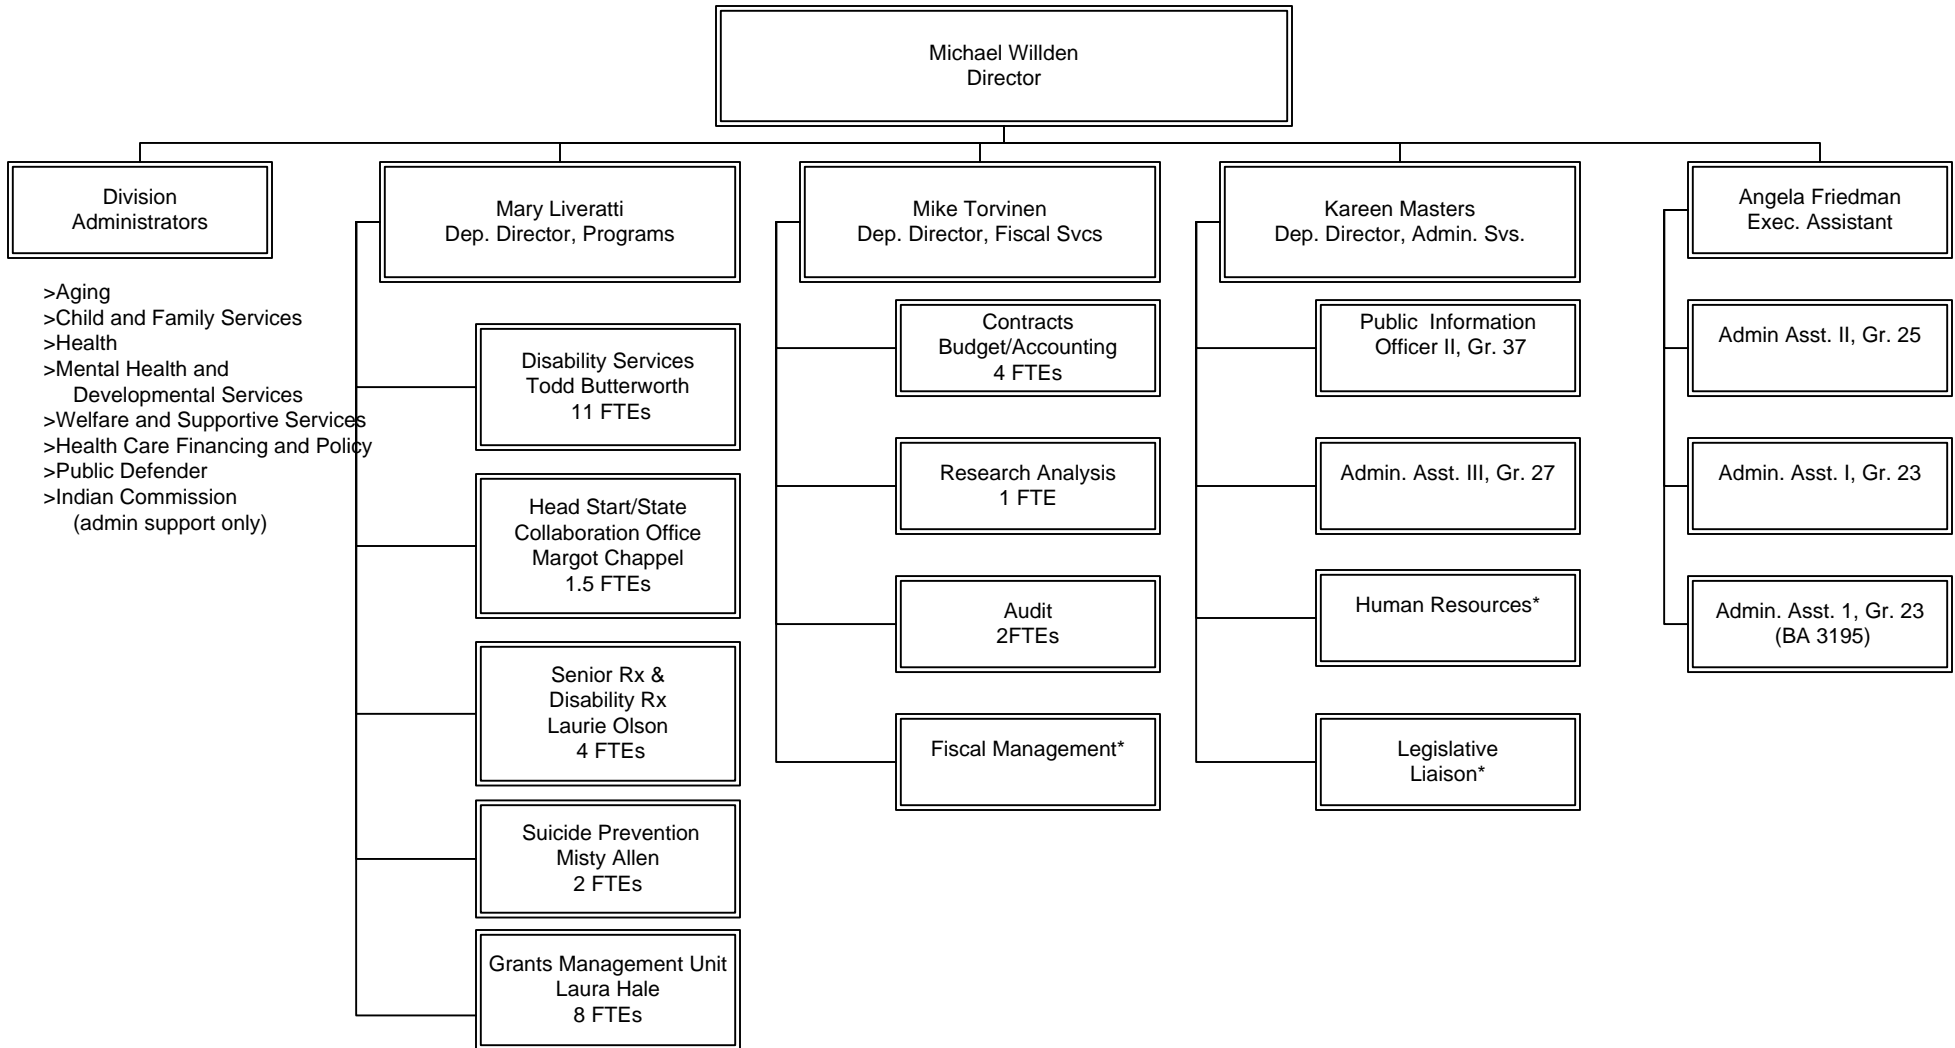 Michael Willden
Director
Division
Administrators
>Aging
>Child and Family Services
>Health
>Mental Health and
Developmental Services
>Welfare and Supportive Services
>Health Care Financing and Policy
>Public Defender
>Indian Commission
(admin support only)
Mary Liveratti
Dep. Director, Programs
Disability Services
Todd Butterworth
11 FTEs
Head Start/State
Collaboration Office
Margot Chappel
1.5 FTEs
Senior Rx &
Disability Rx
Laurie Olson
4 FTEs
Suicide Prevention
Misty Allen
2 FTEs
Grants Management Unit
Laura Hale
8 FTEs
Mike Torvinen
Dep. Director, Fiscal Svcs
Contracts
Budget/Accounting
4 FTEs
Research Analysis
1 FTE
Audit
2FTEs
Fiscal Management*
Kareen Masters
Dep. Director, Admin. Svs.
Public  Information
Officer II, Gr. 37
Admin. Asst. III, Gr. 27
Human Resources*
Legislative
Liaison*
Angela Friedman
Exec. Assistant
Admin Asst. II, Gr. 25
Admin. Asst. I, Gr. 23
Admin. Asst. 1, Gr. 23
(BA 3195)